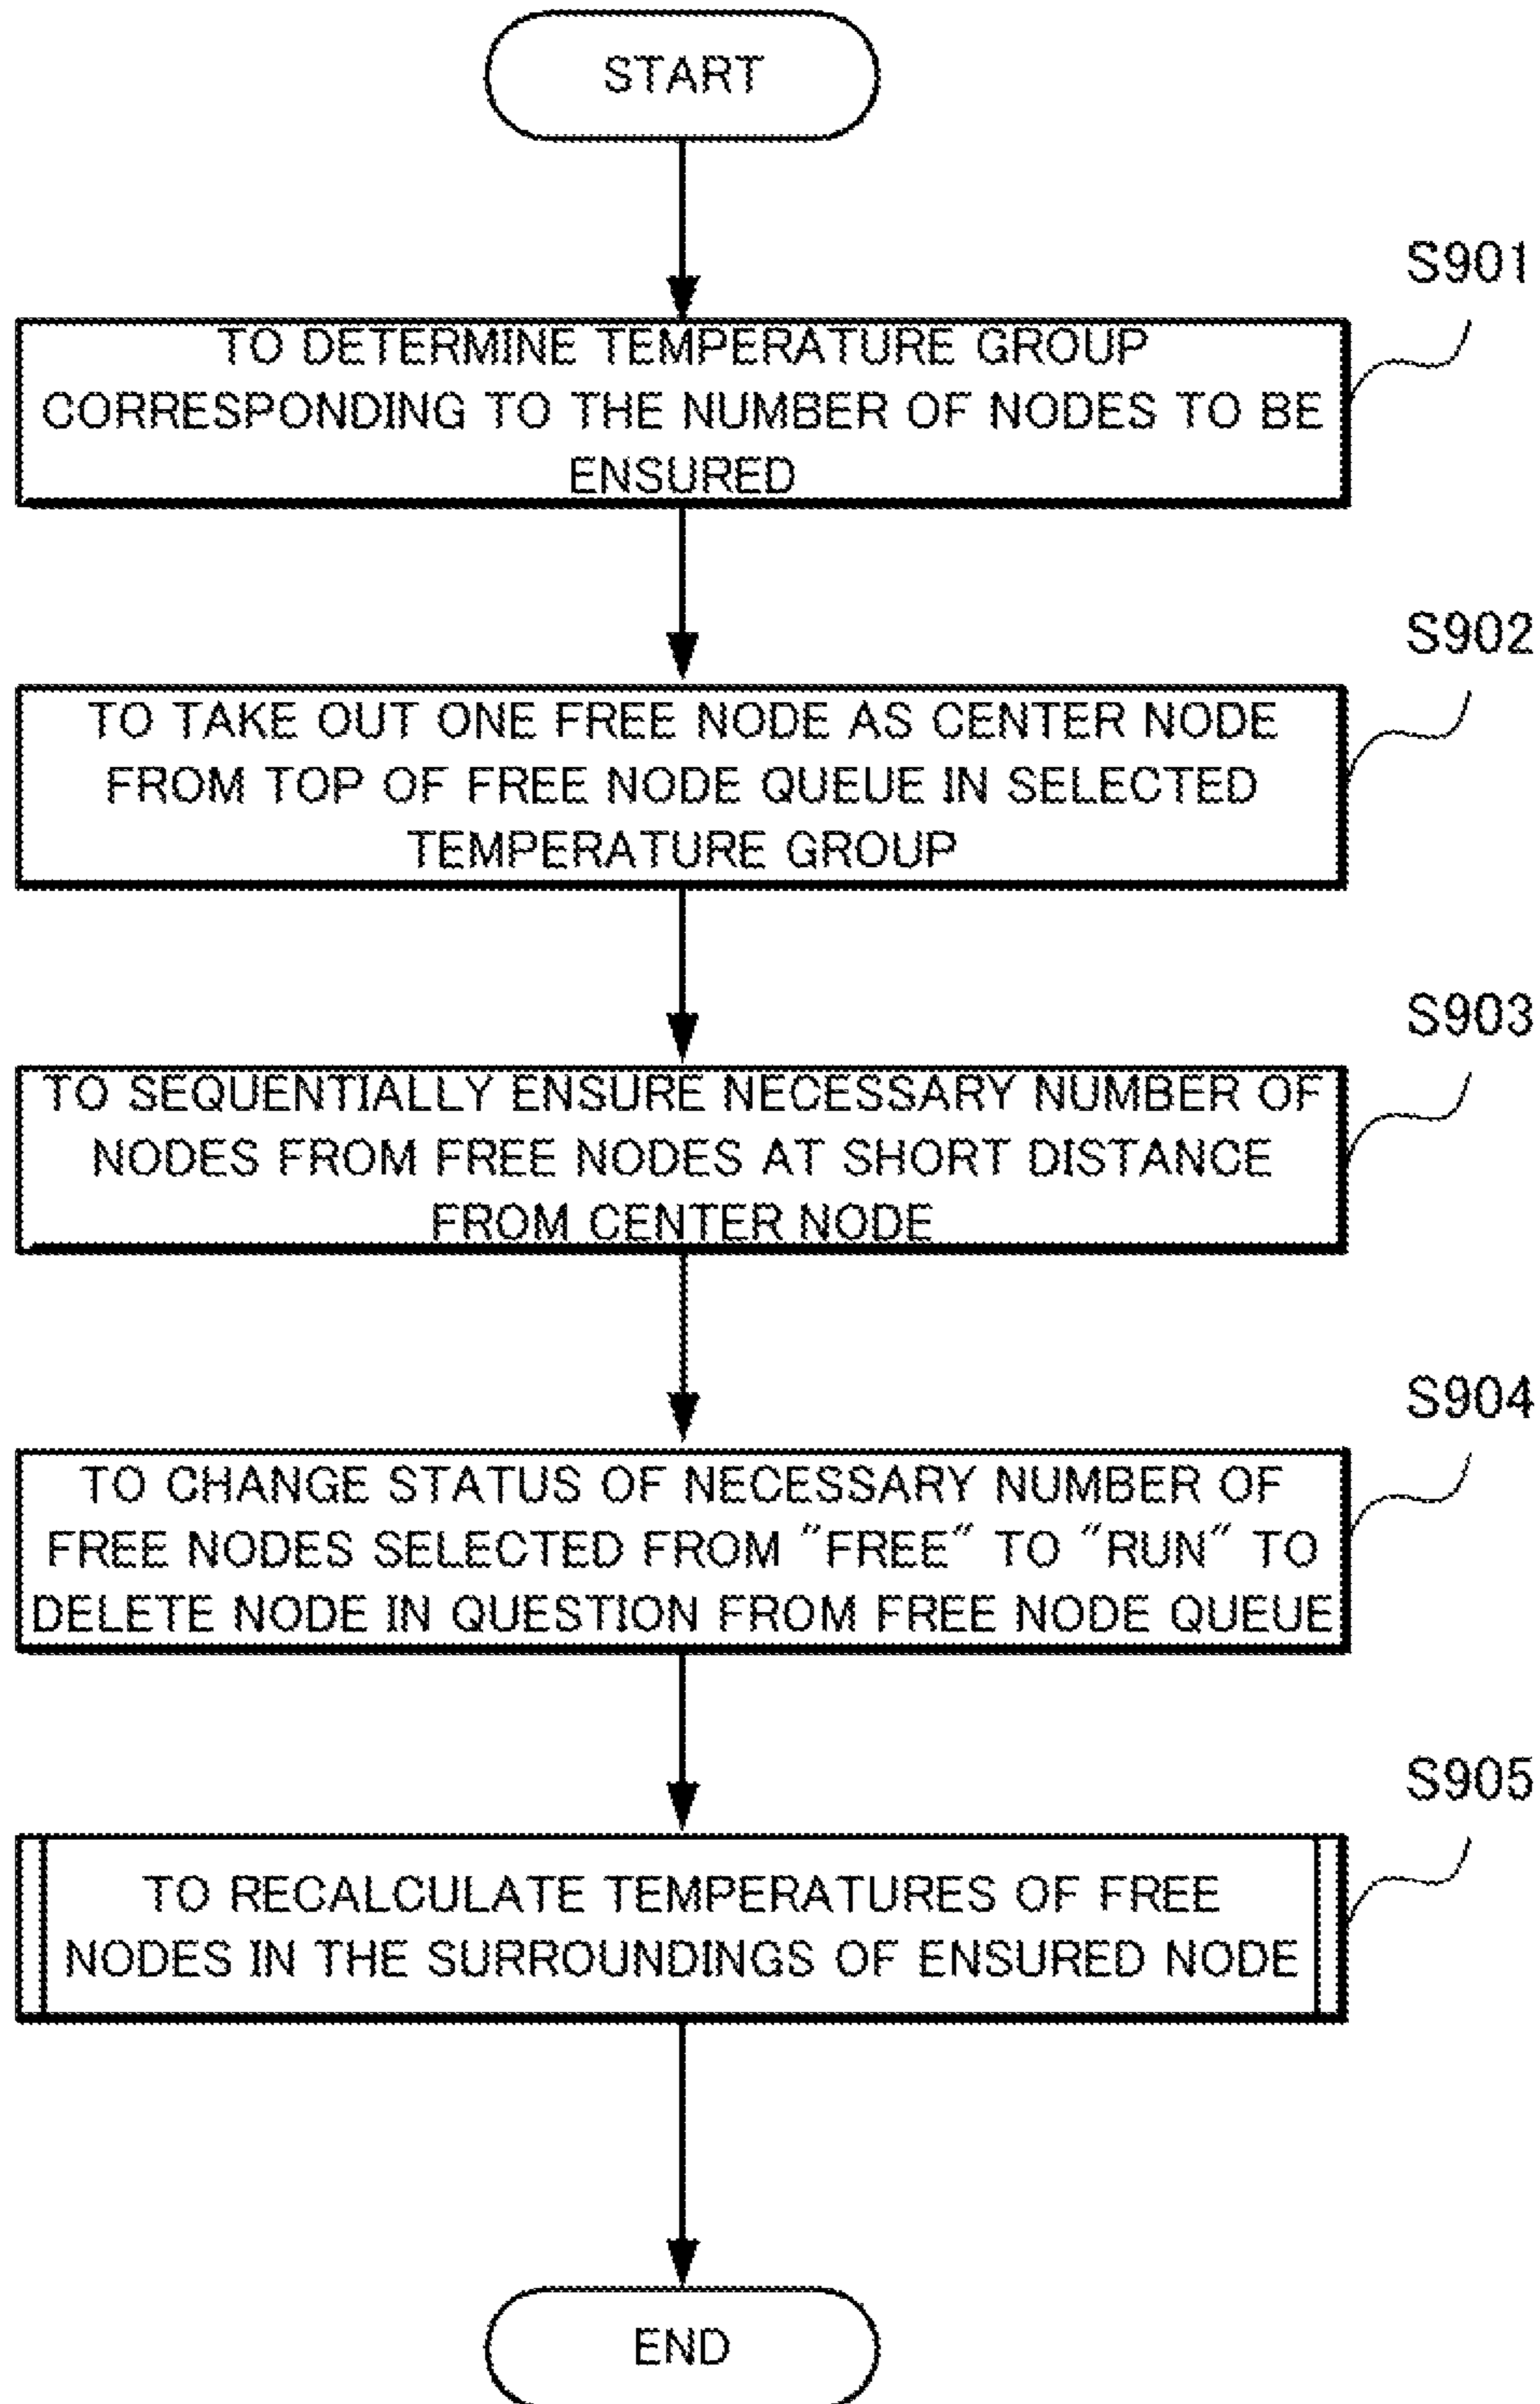 START
S901
TO DETERMINE TEMPERATURE GROUP
CORRESPONDING TO THE NUMBER OF NODES TO BE
ENSURED
S902
TO TAKE OUT ONE FREE NODE AS CENTER NODE
FROM TOP OF FREE NODE QUEUE IN SELECTED
TEMPERATURE GROUP
S903
TO SEQUENTIALLY ENSURE NECESSARY NUMBER OF
NODES FROM FREE NODES AT SHORT DISTANCE
FROM CENTER NODE
S904
TO CHANGE STATUS OF NECESSARY NUMBER OF
FREE NODES SELECTED FROM "FREE" TO "RUN" TO
DELETE NODE IN QUESTION FROM FREE NODE QUEUE
S905
TO RECALCULATE TEMPERATURES OF FREE
NODES IN THE SURROUNDINGS OF ENSURED NODE
END